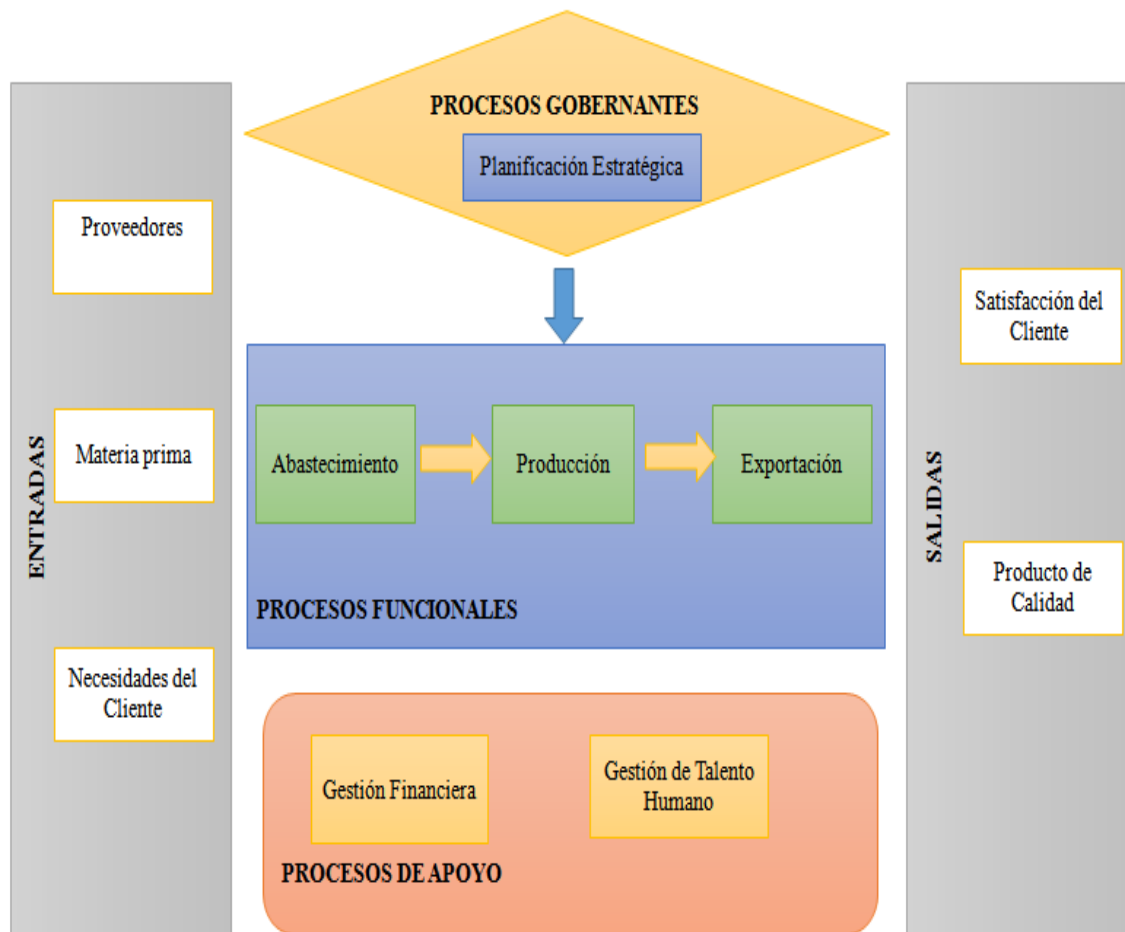 PROCESOS GOBERNANTES
Planificación Estratégica
ENTRADAS
Proveedores
Materia prima
Necesidades del
Cliente
Abastecimiento
Producción
Exportación
PROCESOS FUNCIONALES
Gestión Financiera
Gestión de Talento
Humano
PROCESOS DE APOYO
SALIDAS
Satisfacción del
Cliente
Producto de
Calidad